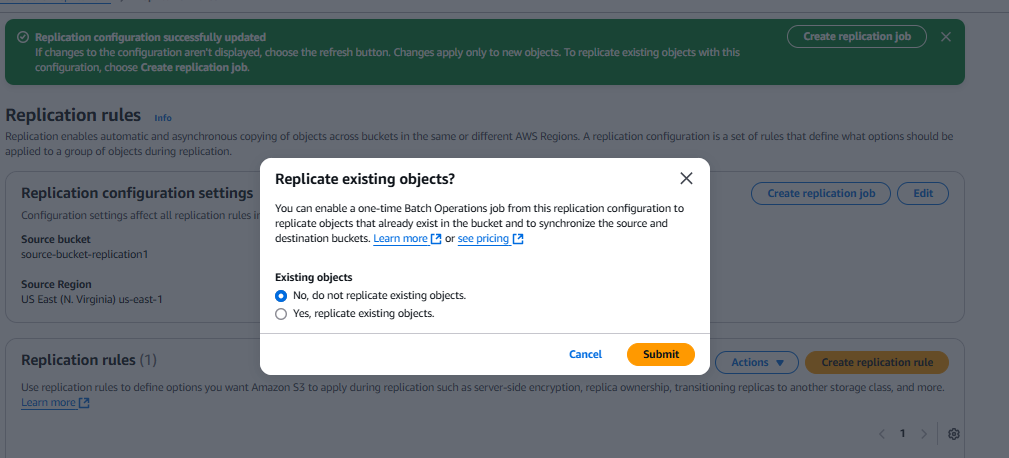 Replication configuration successfully updated
Create replication job
If changes to the configuration aren't displayed, choose the refresh button. Changes apply only to new objects. To replicate existing objects with this
configuration, choose Create replication job.
Replication rules Info
Replication enables automatic and asynchronous copying of objects across buckets in the same or different AWS Regions. A replication configuration is a set of rules that define what options should be
applied to a group of objects during replication.
Replication configuration settings
Create replication job
Edit
Configuration settings affect all replication rules in
Source bucket
source-bucket-replication1
Source Region
US East (N. Virginia) us-east-1
Replicate existing objects?
You can enable a one-time Batch Operations job from this replication configuration to
replicate objects that already exist in the bucket and to synchronize the source and
destination buckets. Learn more or see pricing
Existing objects
No, do not replicate existing objects.
Yes, replicate existing objects.
Cancel
Submit
Replication rules (1)
Actions
Create replication rule
Use replication rules to define options you want Amazon S3 to apply during replication such as server-side encryption, replica ownership, transitioning replicas to another storage class, and more.
Learn more
1